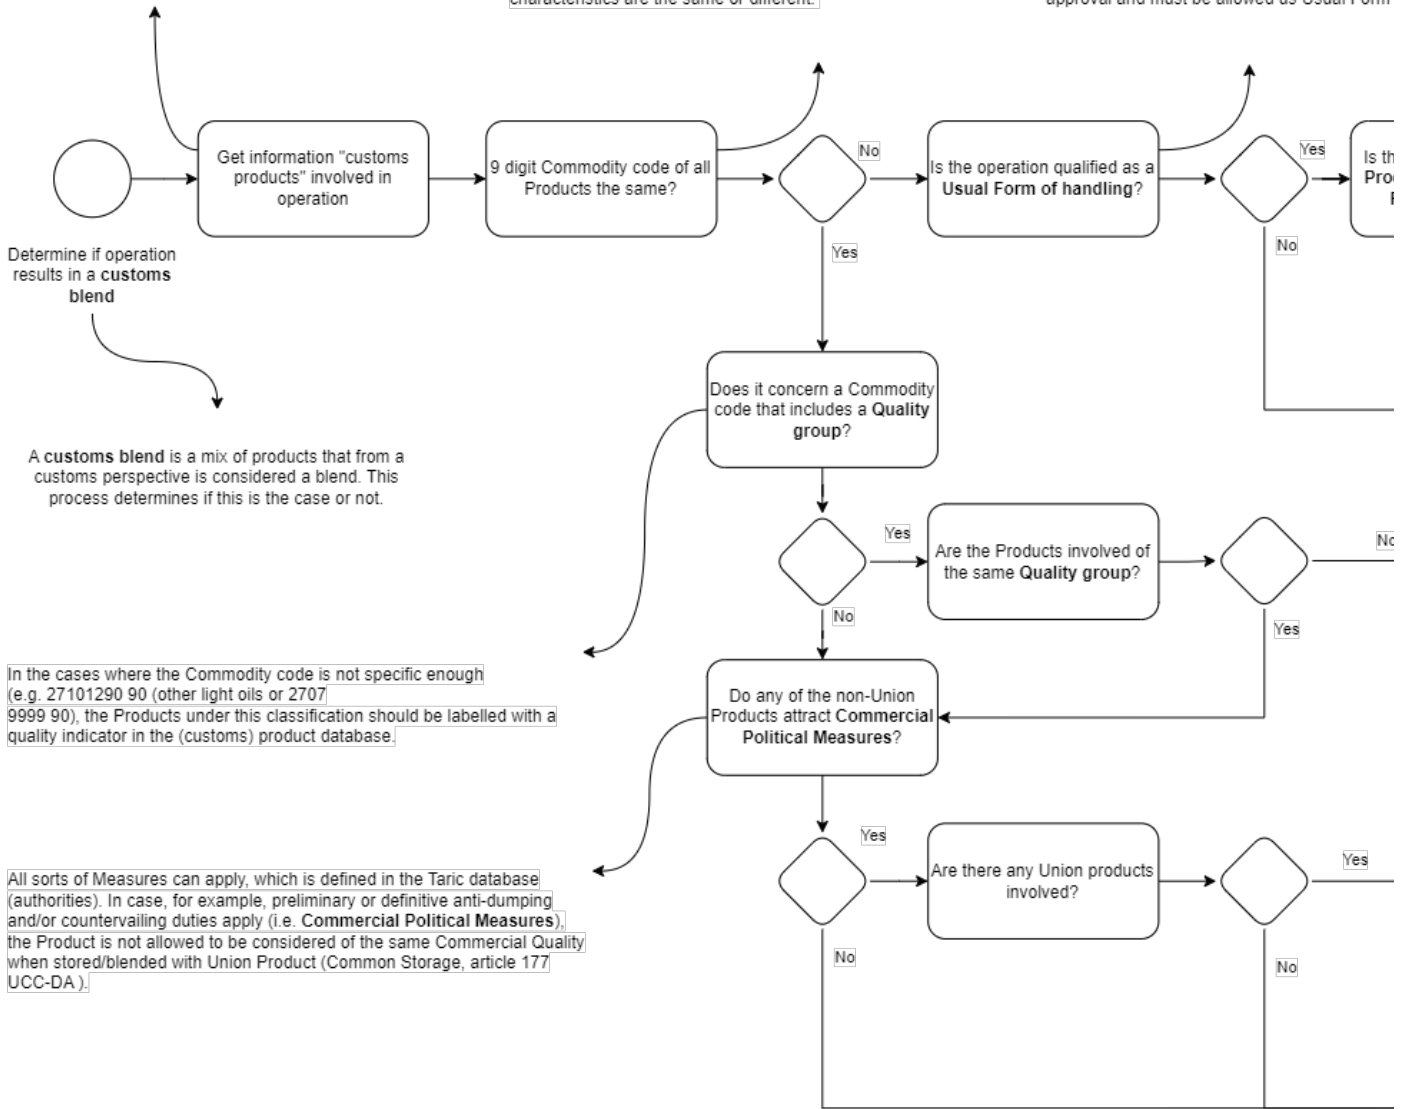 characteristics are the same or different.
approval and must be allowed as Usual Form
Get information "customs
products" involved in
operation
9 digit Commodity code of all
Products the same?
No
Is the operation qualified as a
Usual Form of handling?
Yes
Is th
Pro
Determine if operation
results in a customs
blend
Yes
No
A customs blend is a mix of products that from a
customs perspective is considered a blend. This
process determines if this is the case or not.
Does it concern a Commodity
code that includes a Quality
group?
Yes
Are the Products involved of
the same Quality group?
No
No
Yes
In the cases where the Commodity code is not specific enough
(e.g. 27101290 90 (other light oils or 2707
9999 90), the Products under this classification should be labelled with a
quality indicator in the (customs) product database.
Do any of the non-Union
Products attract Commercial
Political Measures?
Yes
Are there any Union products
involved?
Yes
No
No
All sorts of Measures can apply, which is defined in the Taric database
(authorities). In case, for example, preliminary or definitive anti-dumping
and/or countervailing duties apply (i.e. Commercial Political Measures),
the Product is not allowed to be considered of the same Commercial Quality
when stored/blended with Union Product (Common Storage, article 177
UCC-DA ).